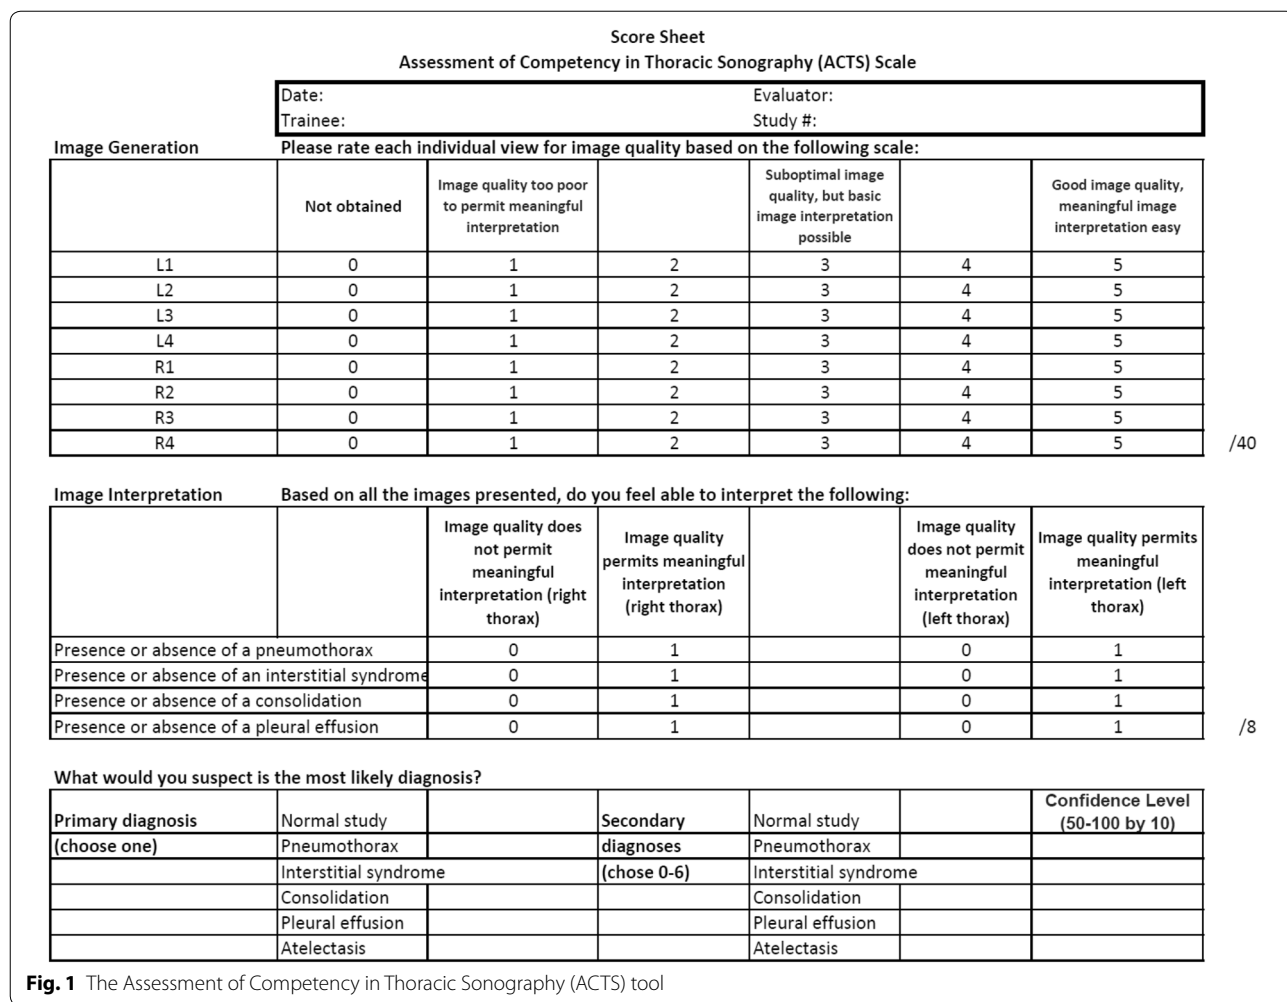 Score Sheet
Assessment of Competency in Thoracic Sonography (ACTS) Scale
Date: Evaluator:
Trainee: Study #:
Image Generation Please rate each individual view for image quality based on the following scale:
Not obtained Image quality too poor to permit meaningful interpretation Suboptimal image quality, but basic image interpretation possible Good image quality, meaningful image interpretation easy
L1 0 1 2 3 4 5
L2 0 1 2 3 4 5
L3 0 1 2 3 4 5
L4 0 1 2 3 4 5
R1 0 1 2 3 4 5
R2 0 1 2 3 4 5
R3 0 1 2 3 4 5
R4 0 1 2 3 4 5 /40
Image Interpretation Based on all the images presented, do you feel able to interpret the following:
Image quality does not permit meaningful interpretation (right thorax) Image quality permits meaningful interpretation (right thorax) Image quality does not permit meaningful interpretation (left thorax) Image quality permits meaningful interpretation (left thorax)
Presence or absence of a pneumothorax 0 1 0 1
Presence or absence of an interstitial syndrome 0 1 0 1
Presence or absence of a consolidation 0 1 0 1
Presence or absence of a pleural effusion 0 1 0 1 /8
What would you suspect is the most likely diagnosis?
Confidence Level
Primary diagnosis Normal study Secondary Normal study (50-100 by 10)
(choose one) Pneumothorax diagnoses Pneumothorax
Interstitial syndrome (chose 0-6) Interstitial syndrome
Consolidation Consolidation
Pleural effusion Pleural effusion
Atelectasis Atelectasis
Fig. 1 The Assessment of Competency in Thoracic Sonography (ACTS) tool